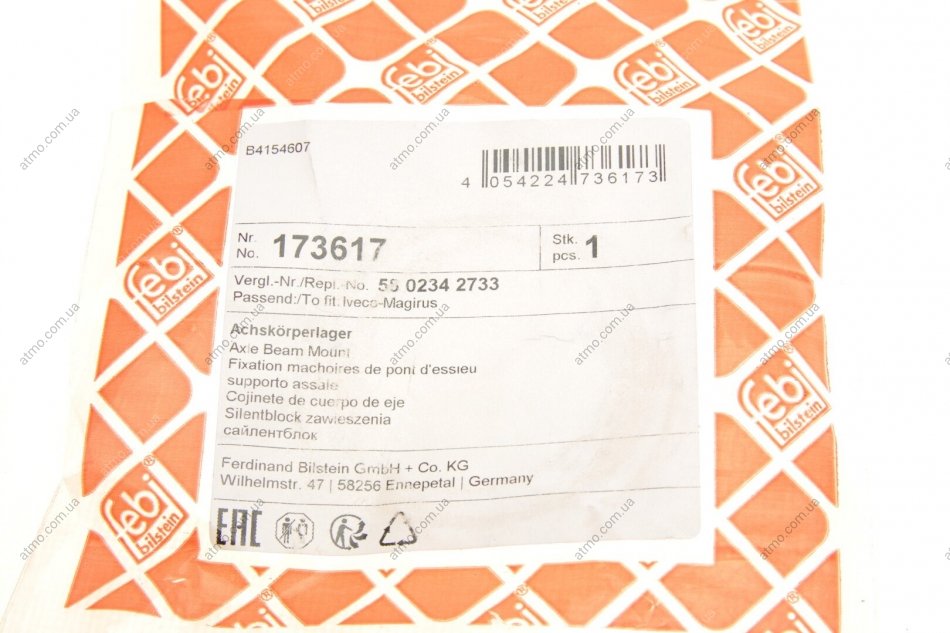 B4154607
4 054224 736173
Nr. No. 173617 Stk. pcs. 1
Vergl.-Nr./Repl.-No. 0234 2733
Passend:/To fit: Iveco-Magirus
Achskörperlager
Axle Beam Mount
Fixation machoires de pont d'essieu
supporto assale
Cojinete de cuerpo de eje
Silentblock zawieszenia
сайлентблок
Ferdinand Bilstein GmbH + Co. KG
Wilhelmstr. 47 | 58256 Ennepetal | Germany
EAC
febi bilstein
atmo.com.ua